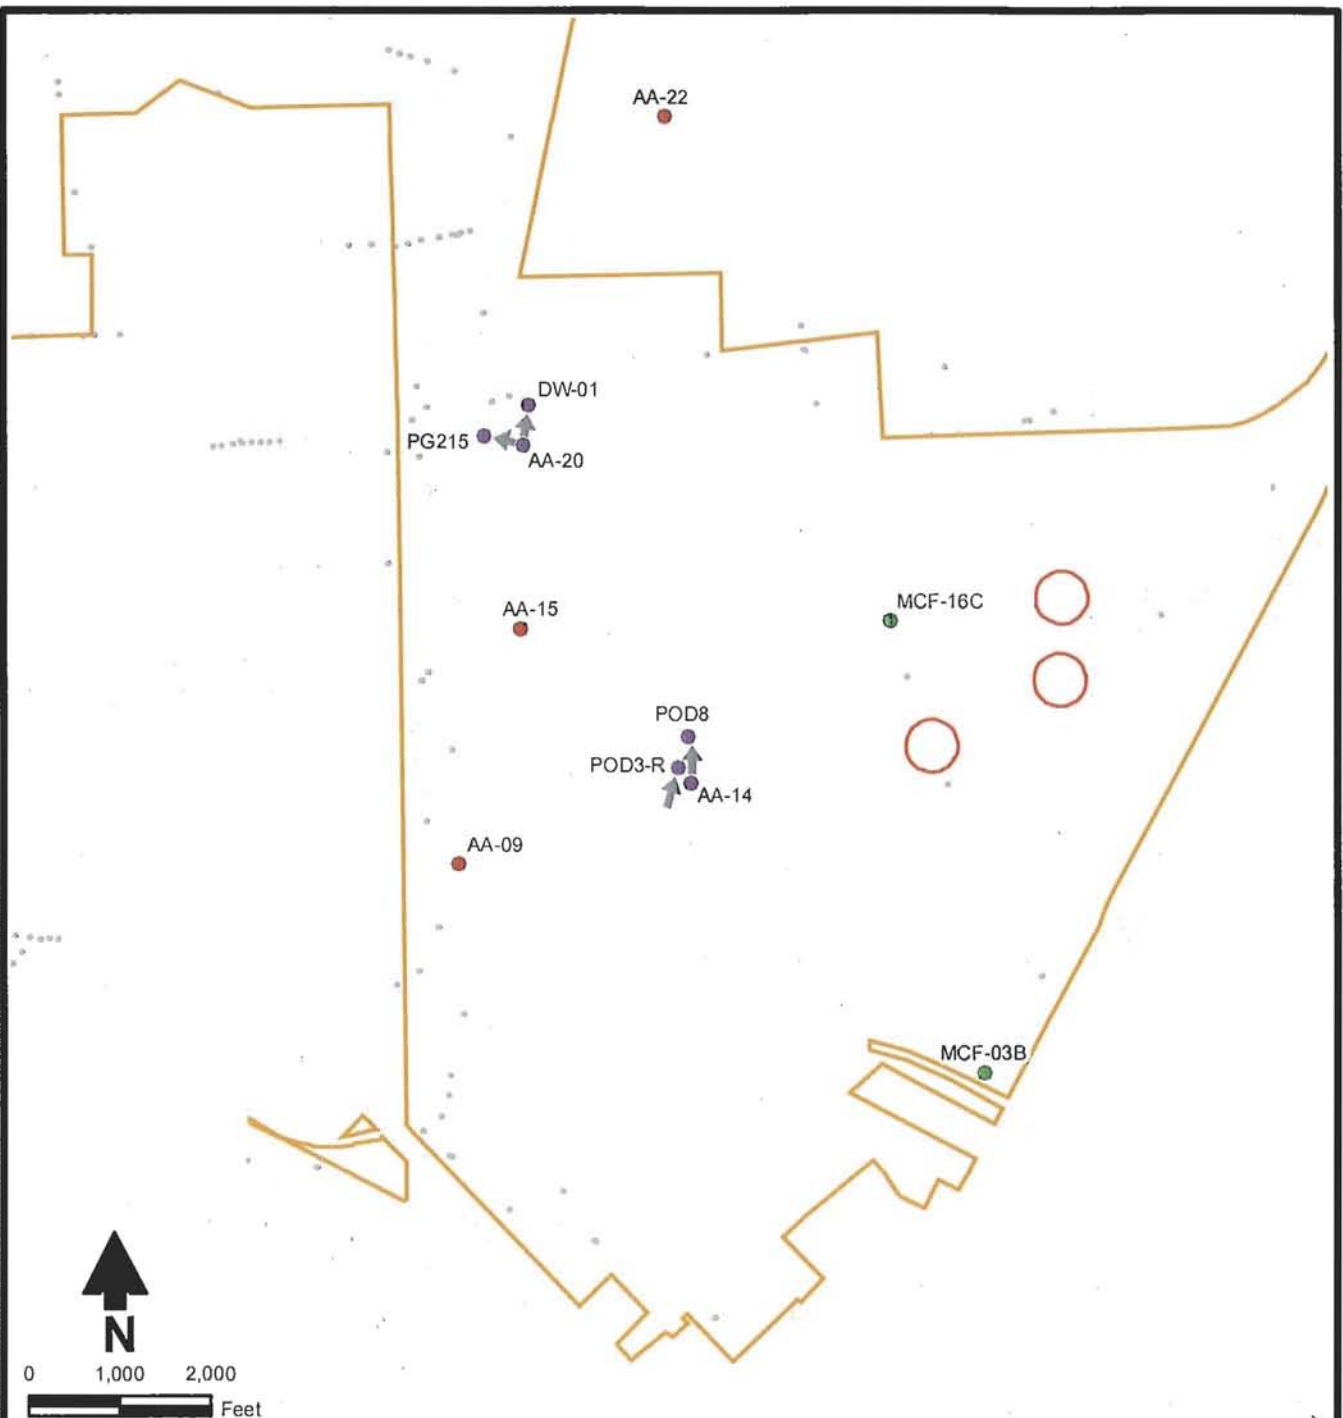 AA-22
DW-01
PG215
AA-20
AA-15
MCF-16C
POD8
POD3-R
AA-14
AA-09
MCF-03B
N
0 1,000 2,000
Feet